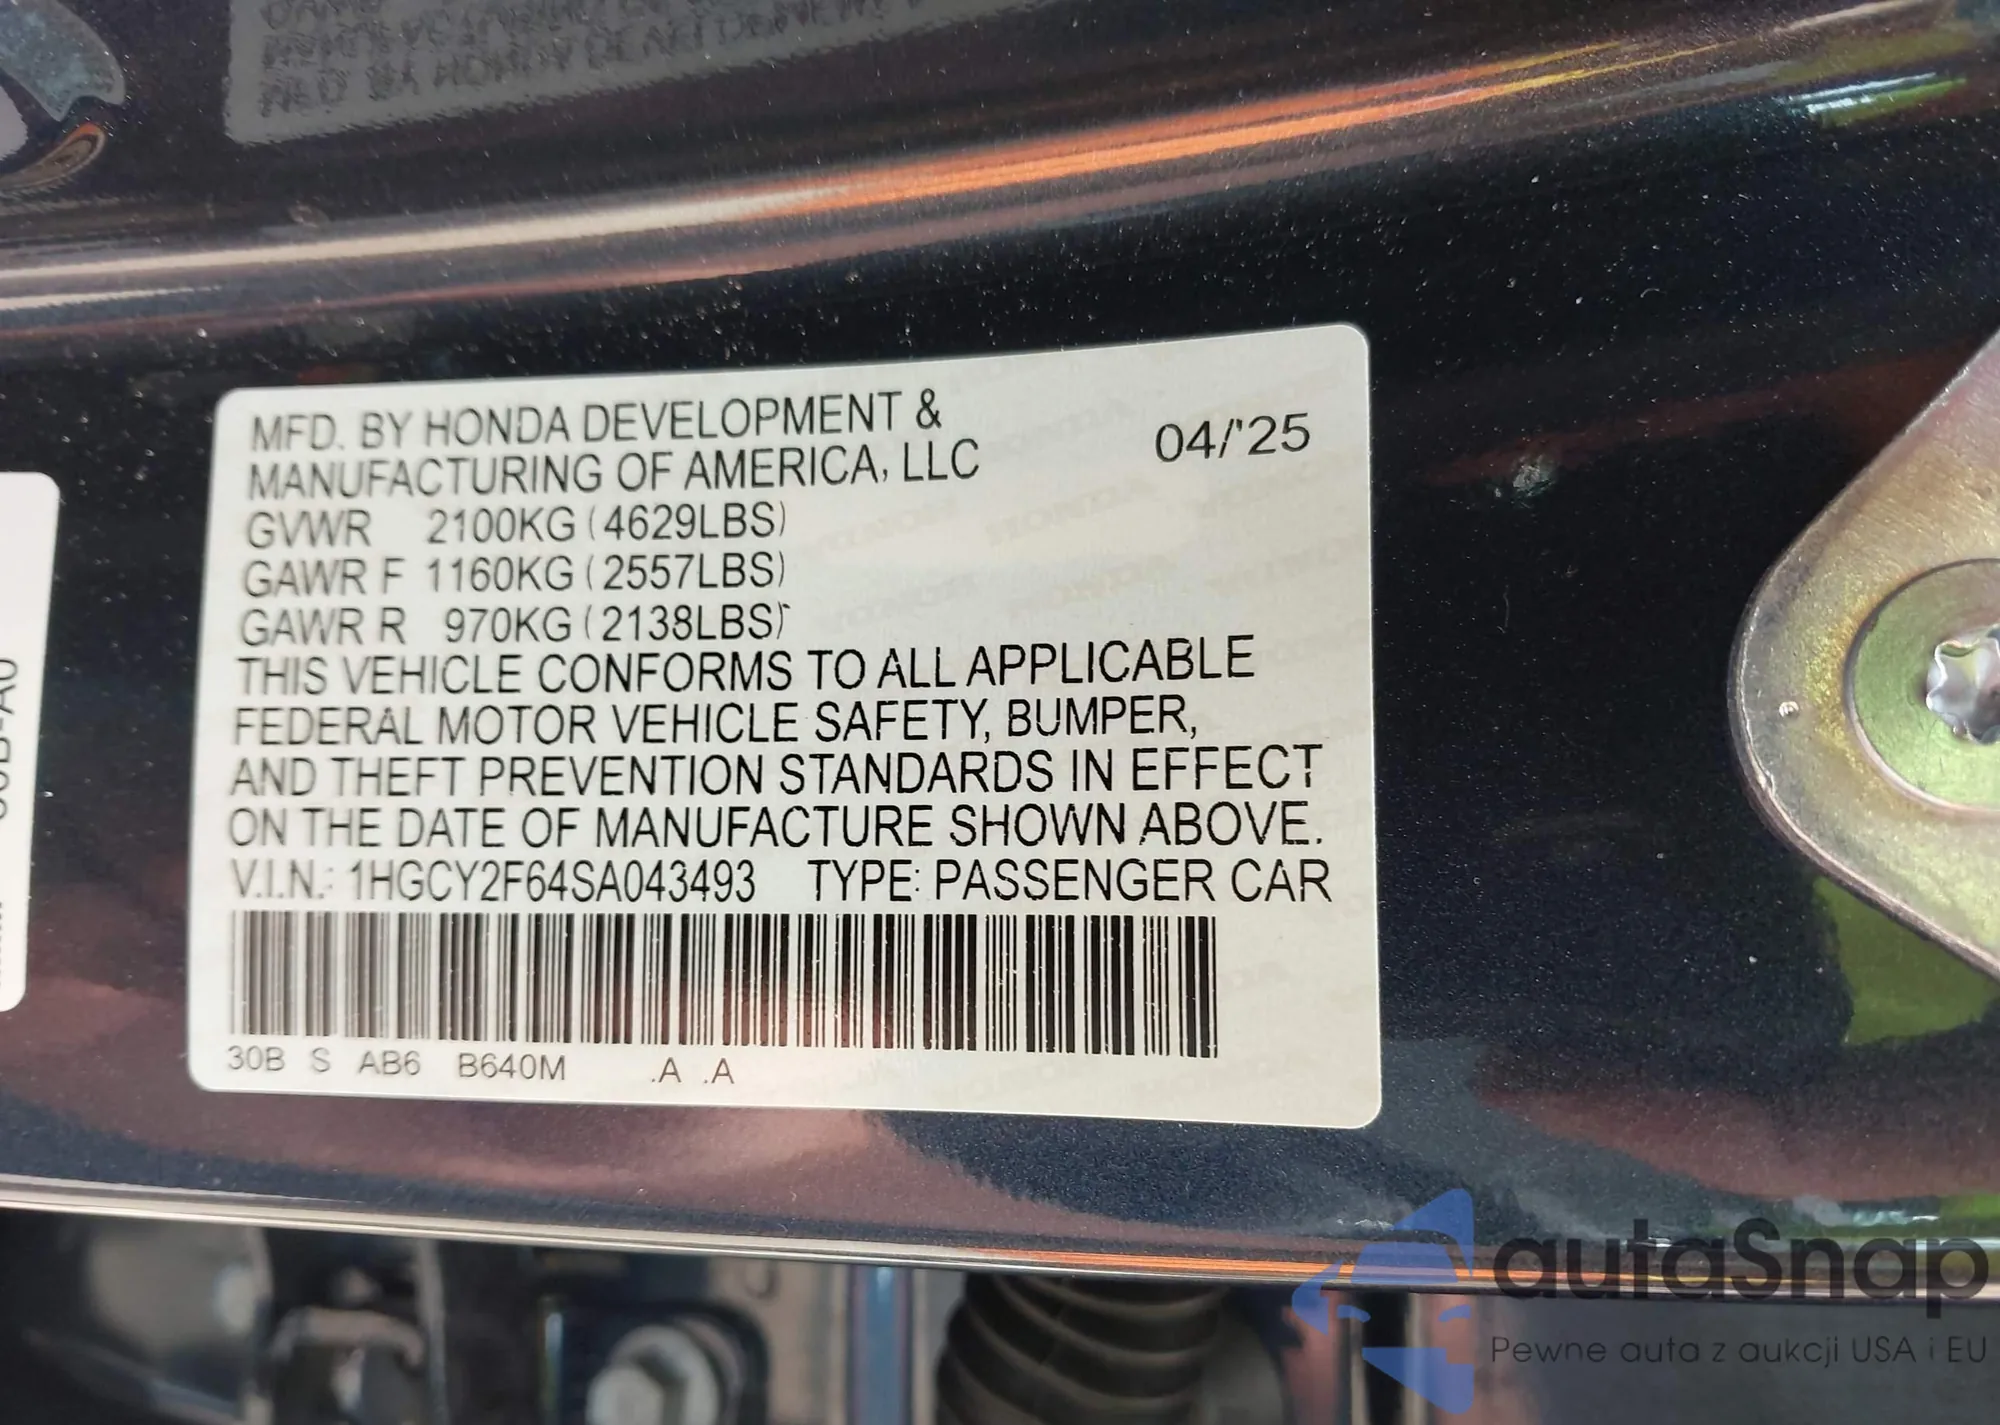 MFD. BY HONDA DEVELOPMENT &
MANUFACTURING OF AMERICA, LLC
04/'25
GVWR 2100KG (4629LBS)
GAWR F 1160KG (2557LBS)
GAWR R 970KG (2138LBS)
THIS VEHICLE CONFORMS TO ALL APPLICABLE
FEDERAL MOTOR VEHICLE SAFETY, BUMPER,
AND THEFT PREVENTION STANDARDS IN EFFECT
ON THE DATE OF MANUFACTURE SHOWN ABOVE.
V.I.N.: 1HGCY2F64SA043493 TYPE: PASSENGER CAR
30B S AB6 B640M .A .A
autaSnap
Pewne auta z aukcji USA i EU